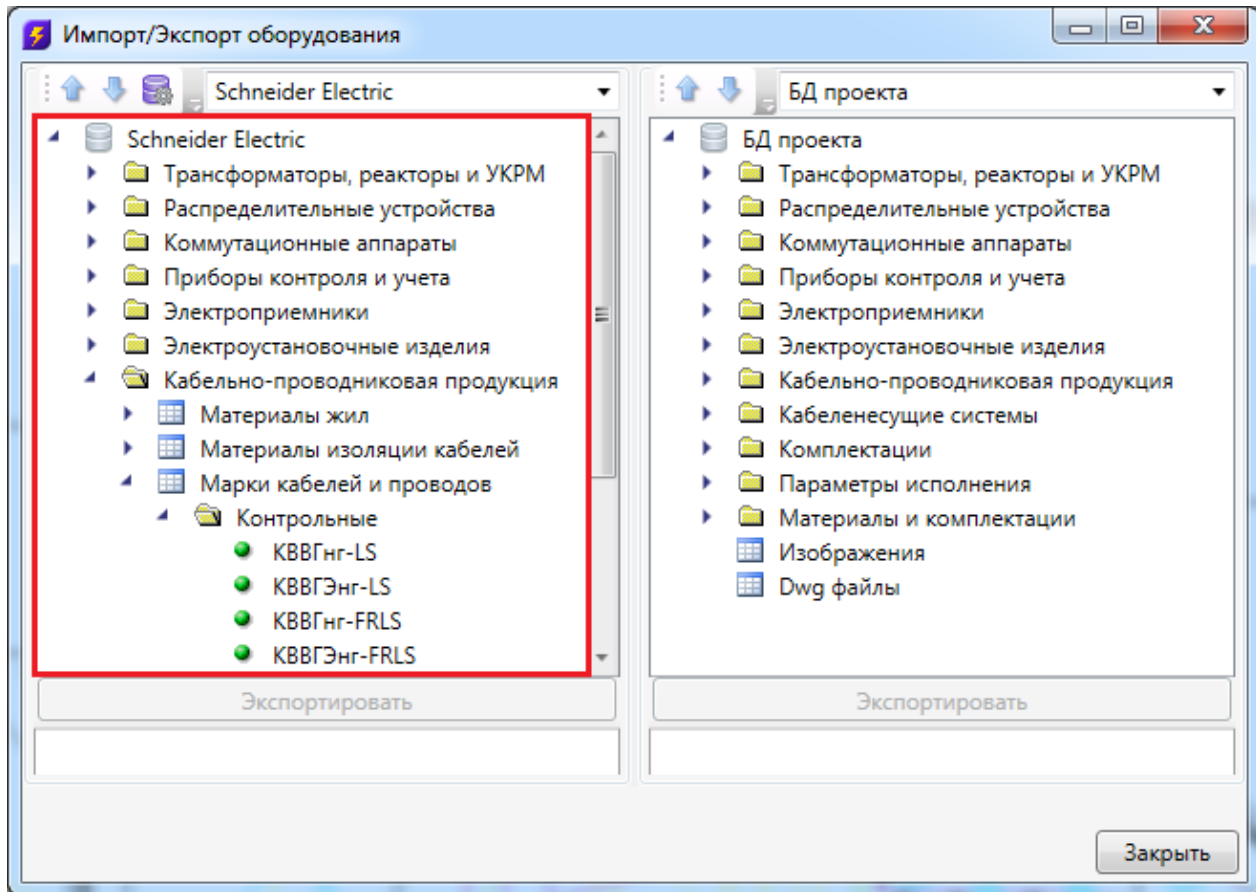 Импорт/Экспорт оборудования
Schneider Electric
Schneider Electric
Трансформаторы, реакторы и УКРМ
Распределительные устройства
Коммутационные аппараты
Приборы контроля и учета
Электроприемники
Электроустановочные изделия
Кабельно-проводниковая продукция
Материалы жил
Материалы изоляции кабелей
Марки кабелей и проводов
Контрольные
КВВГнг-LS
КВВГЭнг-LS
КВВГнг-FRLS
КВВГЭнг-FRLS
Экспортировать
БД проекта
БД проекта
Трансформаторы, реакторы и УКРМ
Распределительные устройства
Коммутационные аппараты
Приборы контроля и учета
Электроприемники
Электроустановочные изделия
Кабельно-проводниковая продукция
Кабеленесущие системы
Комплектации
Параметры исполнения
Материалы и комплектации
Изображения
Dwg файлы
Экспортировать
Закрыть